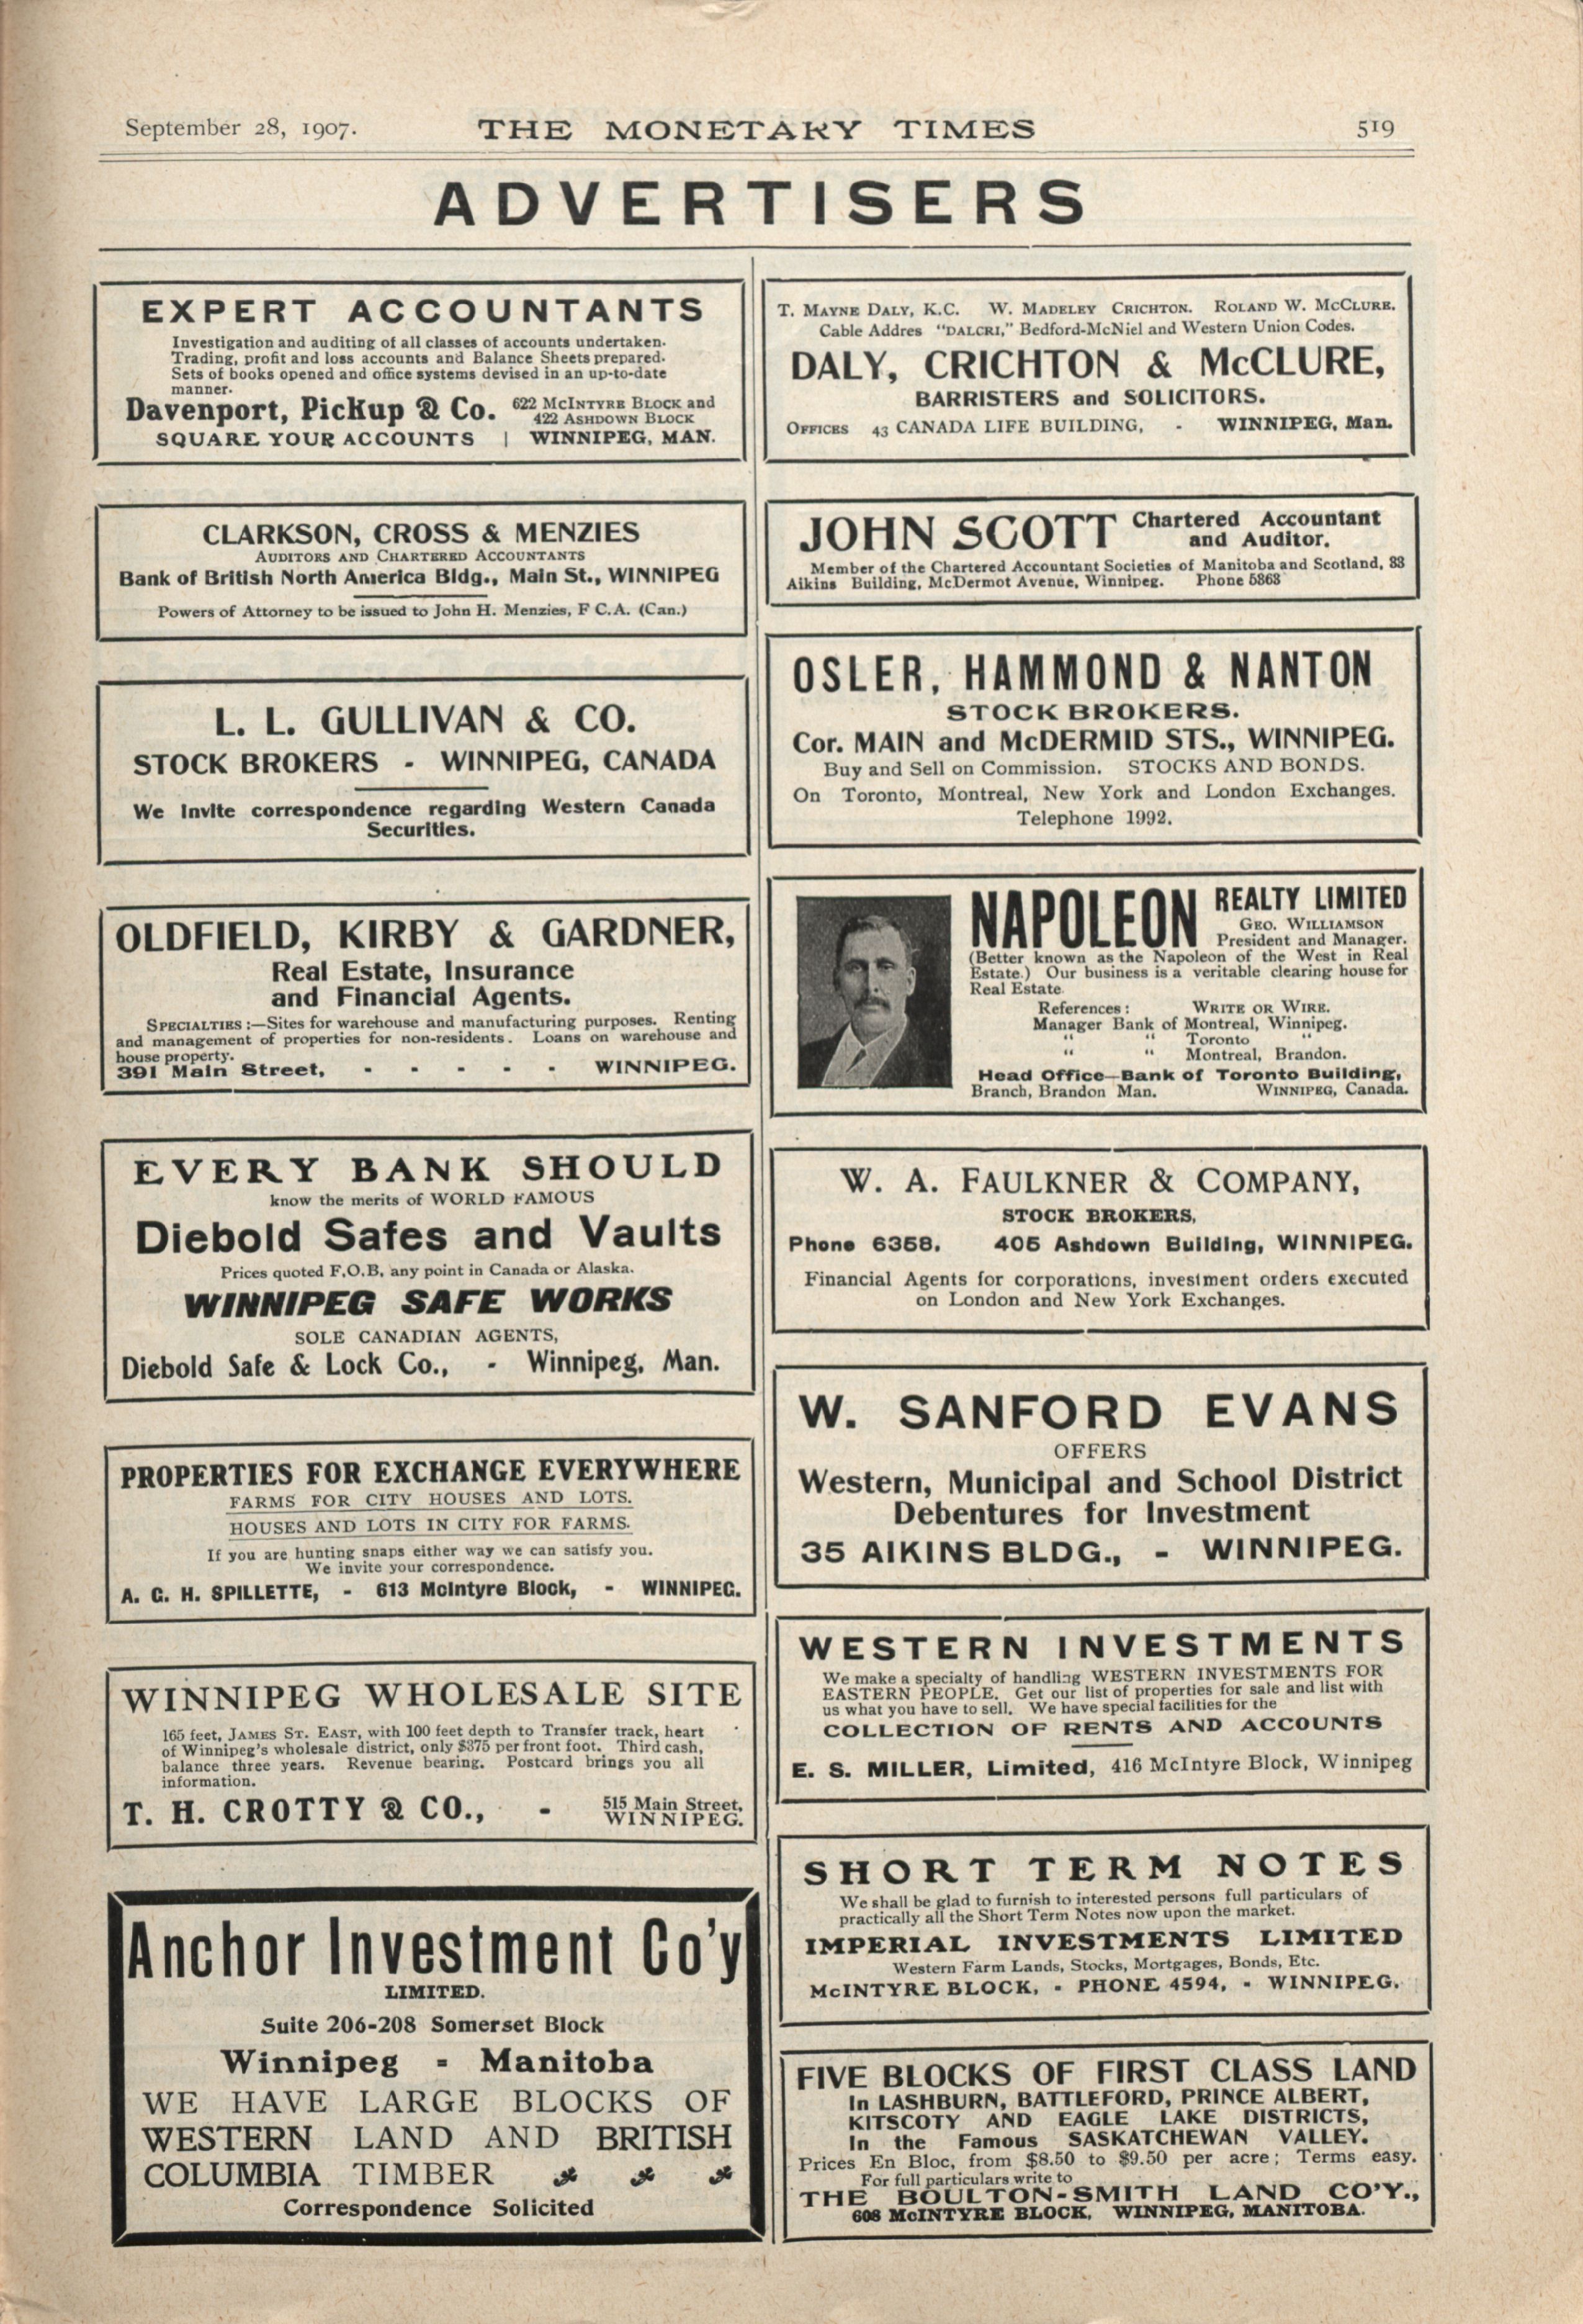 September 28, 1907.
THE MONETARY TIMES
519
ADVERTISERS
EXPERT ACCOUNTANTS
Investigation and auditing of all classes of accounts undertaken.
Trading, profit and loss accounts and Balance Sheets prepared.
Sets of books opened and office systems devised in an up-to-date
manner.
Davenport, Pickup & Co. 622 McIntyre Block and
422 Ashdown Block
SQUARE YOUR ACCOUNTS | WINNIPEG, MAN.
CLARKSON, CROSS & MENZIES
Auditors and Chartered Accountants
Bank of British North America Bldg., Main St., WINNIPEG
Powers of Attorney to be issued to John H. Menzies, F C.A. (Can.)
L. L. GULLIVAN & CO.
STOCK BROKERS - WINNIPEG, CANADA
We invite correspondence regarding Western Canada
Securities.
OLDFIELD, KIRBY & GARDNER,
Real Estate, Insurance
and Financial Agents.
Specialties:—Sites for warehouse and manufacturing purposes. Renting
and management of properties for non-residents. Loans on warehouse and
house property.
391 Main Street, - - - - - WINNIPEG.
EVERY BANK SHOULD
know the merits of WORLD FAMOUS
Diebold Safes and Vaults
Prices quoted F.O.B, any point in Canada or Alaska.
WINNIPEG SAFE WORKS
SOLE CANADIAN AGENTS,
Diebold Safe & Lock Co., - Winnipeg, Man.
PROPERTIES FOR EXCHANGE EVERYWHERE
FARMS FOR CITY HOUSES AND LOTS.
HOUSES AND LOTS IN CITY FOR FARMS.
If you are hunting snaps either way we can satisfy you.
We invite your correspondence.
A. G. H. SPILLETTE, - 613 McIntyre Block, - WINNIPEG.
WINNIPEG WHOLESALE SITE
165 feet, James St. East, with 100 feet depth to Transfer track, heart
of Winnipeg's wholesale district, only $375 per front foot. Third cash,
balance three years. Revenue bearing. Postcard brings you all
information.
T. H. CROTTY & CO., - 515 Main Street,
WINNIPEG.
Anchor Investment Co'y
LIMITED.
Suite 206-208 Somerset Block
Winnipeg - Manitoba
WE HAVE LARGE BLOCKS OF
WESTERN LAND AND BRITISH
COLUMBIA TIMBER
Correspondence Solicited
T. Mayne Daly, K.C. W. Madeley Crichton. Roland W. McClure.
Cable Addres "DALCRI," Bedford-McNiel and Western Union Codes.
DALY, CRICHTON & McCLURE,
BARRISTERS and SOLICITORS.
Offices 43 CANADA LIFE BUILDING, - WINNIPEG, Man.
JOHN SCOTT Chartered Accountant
and Auditor.
Member of the Chartered Accountant Societies of Manitoba and Scotland, 33
Aikins Building, McDermot Avenue, Winnipeg. Phone 5863
OSLER, HAMMOND & NANTON
STOCK BROKERS.
Cor. MAIN and McDERMID STS., WINNIPEG.
Buy and Sell on Commission. STOCKS AND BONDS.
On Toronto, Montreal, New York and London Exchanges.
Telephone 1992.
NAPOLEON REALTY LIMITED
Geo. Williamson
President and Manager.
(Better known as the Napoleon of the West in Real
Estate.) Our business is a veritable clearing house for
Real Estate
References: Write or Wire.
Manager Bank of Montreal, Winnipeg.
" " Toronto "
" " Montreal, Brandon.
Head Office—Bank of Toronto Building,
Branch, Brandon Man. Winnipeg, Canada.
W. A. FAULKNER & COMPANY,
STOCK BROKERS,
Phone 6358. 405 Ashdown Building, WINNIPEG.
Financial Agents for corporations, investment orders executed
on London and New York Exchanges.
W. SANFORD EVANS
OFFERS
Western, Municipal and School District
Debentures for Investment
35 AIKINS BLDG., - WINNIPEG.
WESTERN INVESTMENTS
We make a specialty of handling WESTERN INVESTMENTS FOR
EASTERN PEOPLE. Get our list of properties for sale and list with
us what you have to sell. We have special facilities for the
COLLECTION OF RENTS AND ACCOUNTS
E. S. MILLER, Limited, 416 McIntyre Block, Winnipeg
SHORT TERM NOTES
We shall be glad to furnish to interested persons full particulars of
practically all the Short Term Notes now upon the market.
IMPERIAL INVESTMENTS LIMITED
Western Farm Lands, Stocks, Mortgages, Bonds, Etc.
McINTYRE BLOCK, - PHONE 4594, - WINNIPEG.
FIVE BLOCKS OF FIRST CLASS LAND
In LASHBURN, BATTLEFORD, PRINCE ALBERT,
KITSCOTY AND EAGLE LAKE DISTRICTS,
In the Famous SASKATCHEWAN VALLEY.
Prices En Bloc, from $8.50 to $9.50 per acre; Terms easy.
For full particulars write to
THE BOULTON-SMITH LAND CO'Y.,
608 McINTYRE BLOCK, WINNIPEG, MANITOBA.